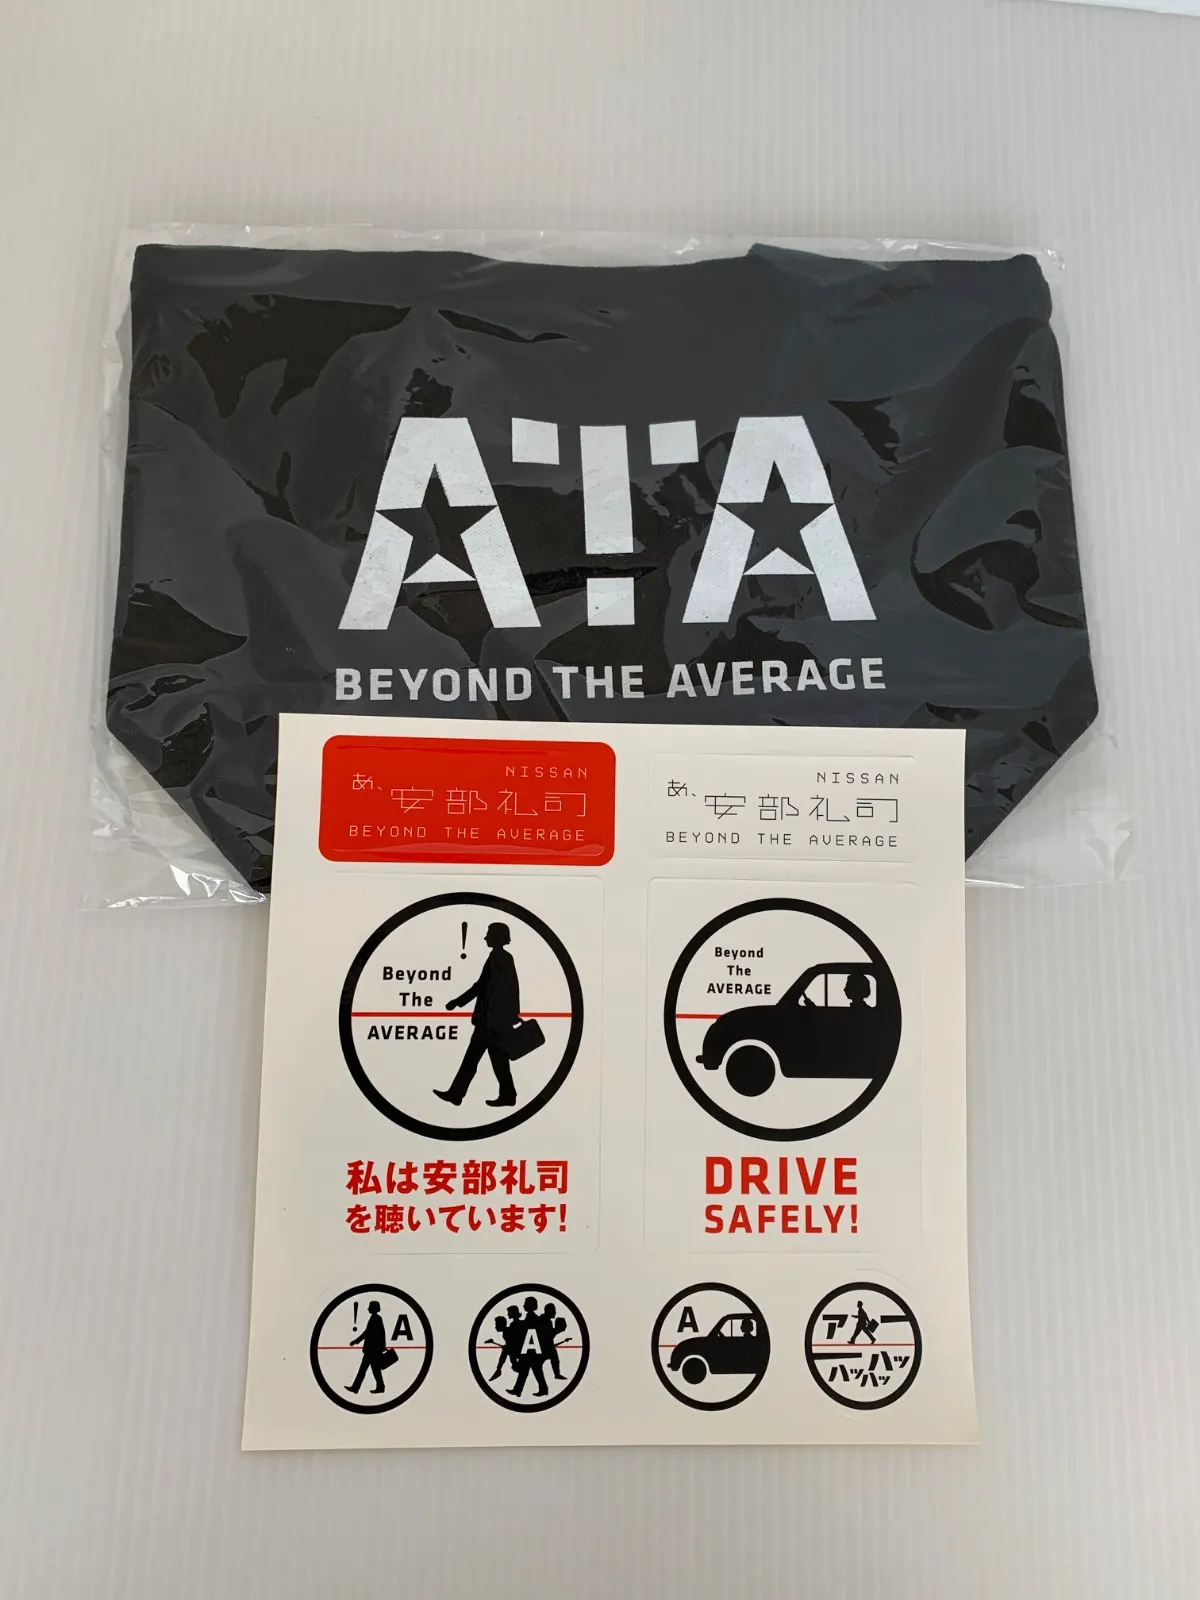 A!A
BEYOND THE AVERAGE
NISSAN
あ、安部礼司
BEYOND THE AVERAGE
NISSAN
あ、安部礼司
BEYOND THE AVERAGE
!
Beyond
The
AVERAGE
私は安部礼司
を聴いています!
Beyond
The
AVERAGE
DRIVE
SAFELY!
! A
A
A
アー
ハッハッハッ